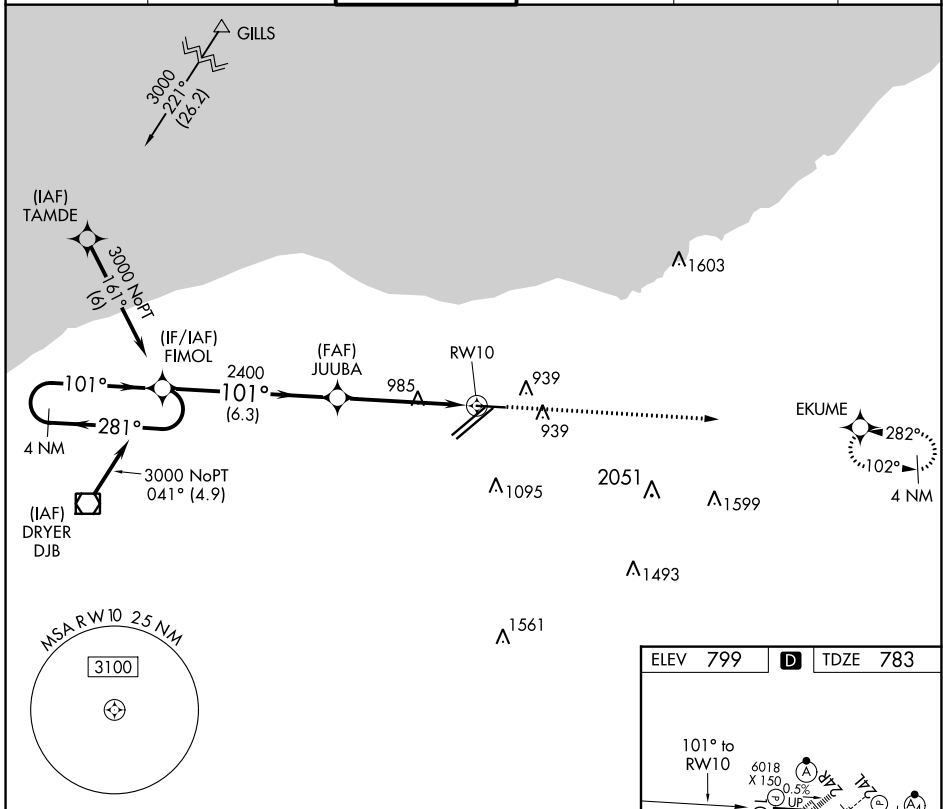 GILLS
3000
221°
(26.2)
(IAF)
TAMDE
3000 NoPT
161°
(6)
1603
(IF/IAF)
FIMOL
(FAF)
JUUBA
RW10
2400
101°
101°
(6.3)
985
939
939
EKUME
281°
4 NM
282°
102°
4 NM
3000 NoPT
041° (4.9)
(IAF)
DRYER
DJB
1095
2051
1599
1493
1561
MSA RW10 25 NM
3100
ELEV 799 D TDZE 783
101° to
RW10
6018
X 150
0.5%
UP
P
A
24R
24L